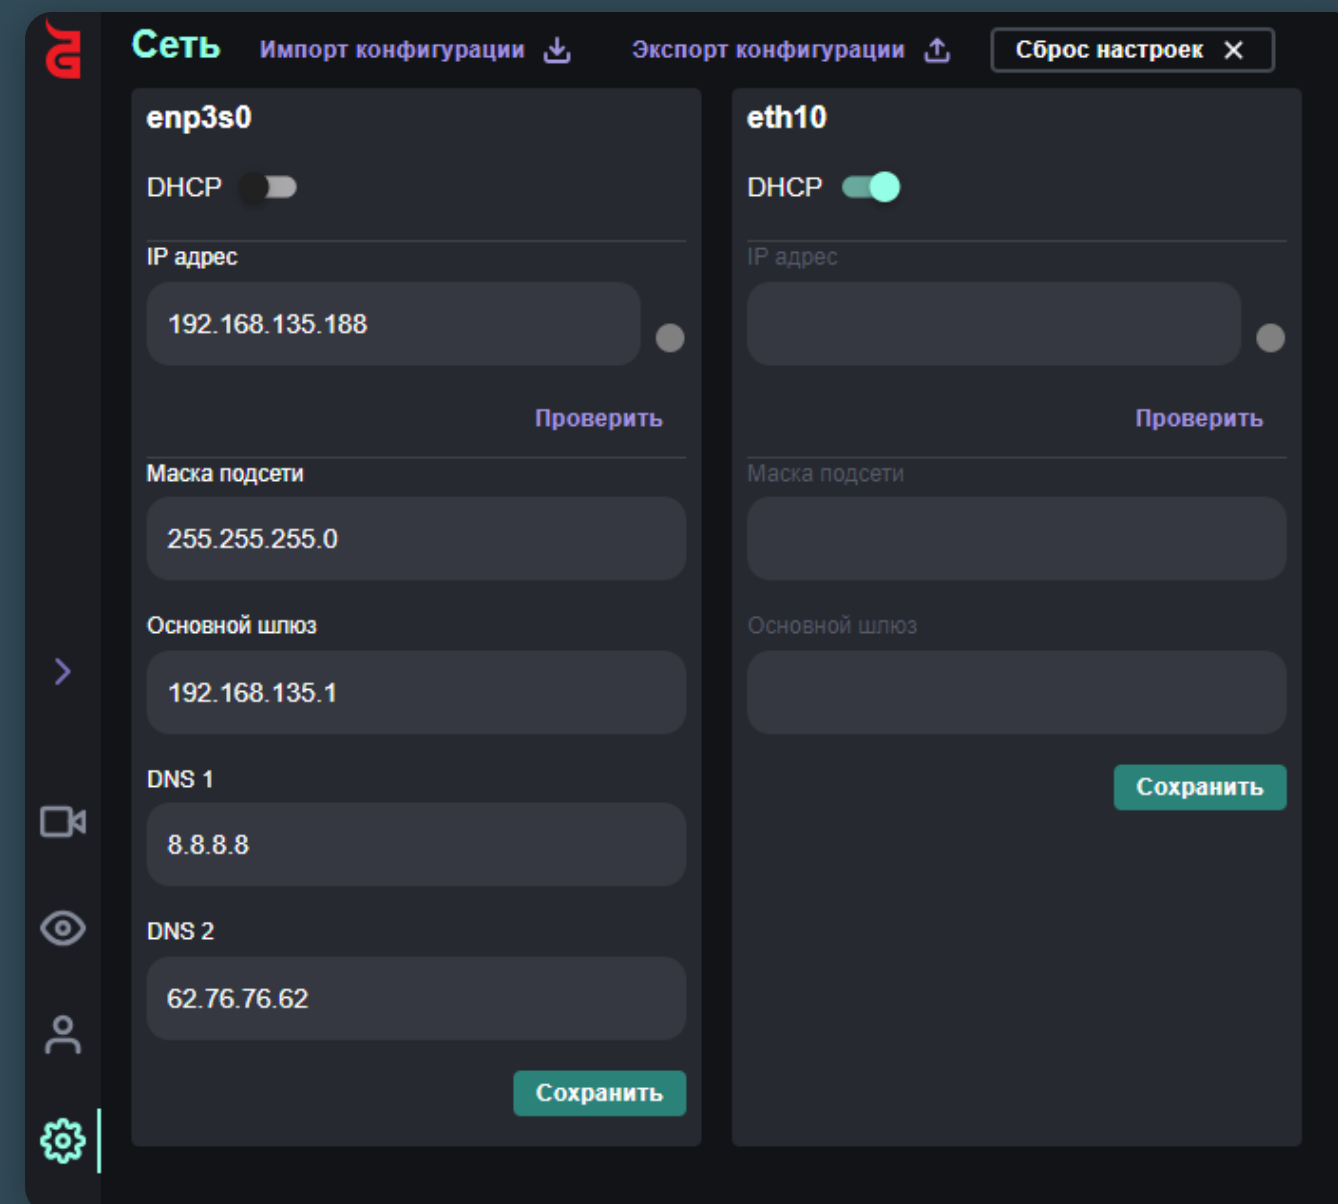 Сеть Импорт конфигурации Экспорт конфигурации Сброс настроек
enp3s0
DHCP
IP адрес
192.168.135.188
Проверить
Маска подсети
255.255.255.0
Основной шлюз
192.168.135.1
DNS 1
8.8.8.8
DNS 2
62.76.76.62
Сохранить
eth10
DHCP
IP адрес
Проверить
Маска подсети
Основной шлюз
Сохранить